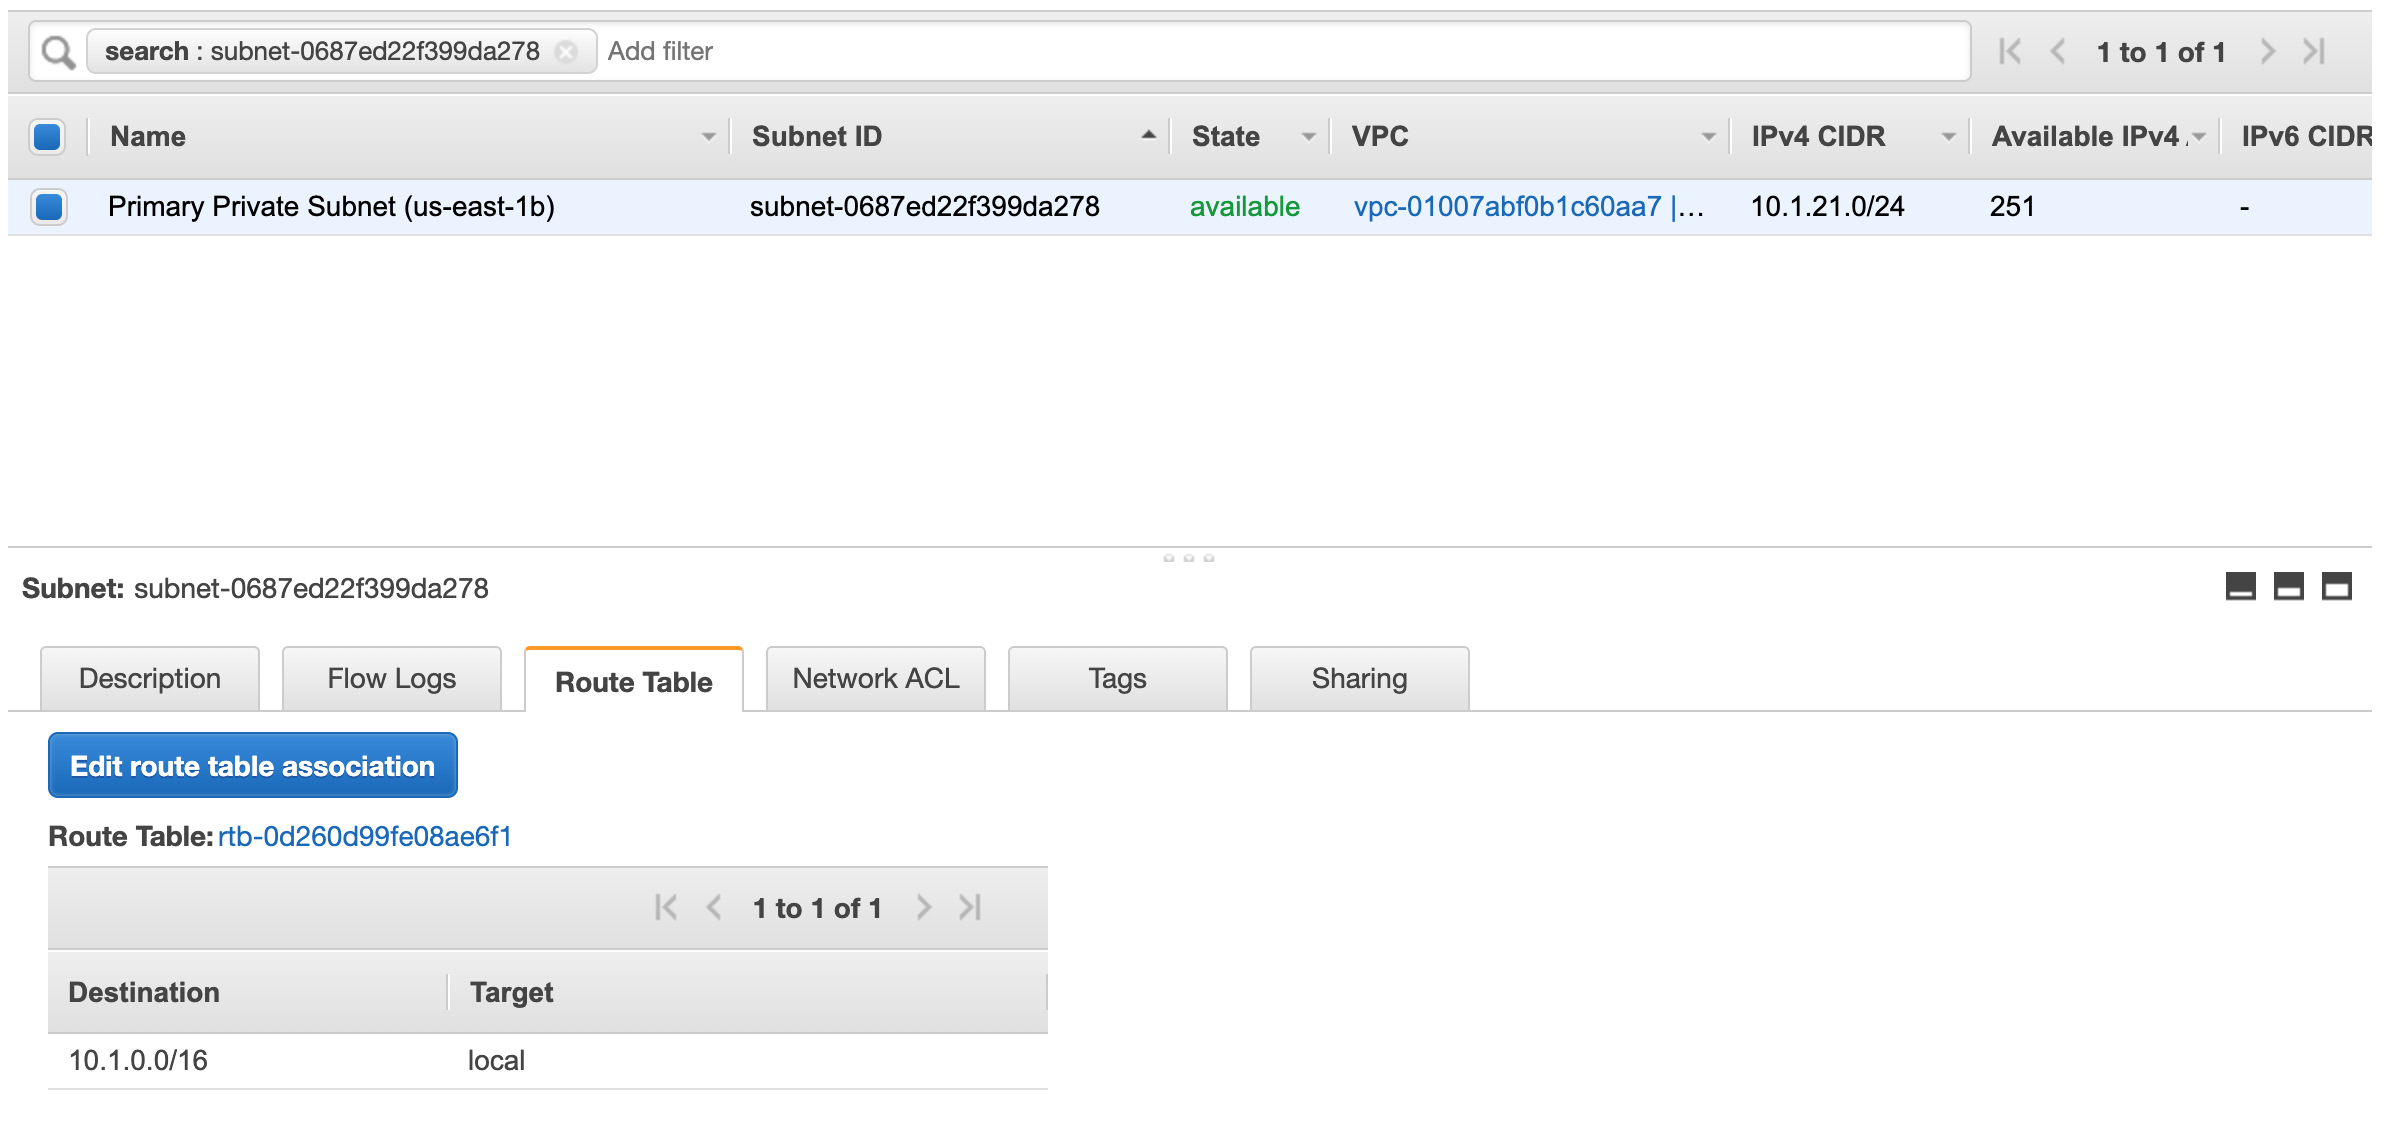 search : subnet-0687ed22f399da278 Add filter 1 to 1 of 1
Name Subnet ID State VPC IPv4 CIDR Available IPv4 IPv6 CIDR
Primary Private Subnet (us-east-1b) subnet-0687ed22f399da278 available vpc-01007abf0b1c60aa7 |... 10.1.21.0/24 251 -
Subnet: subnet-0687ed22f399da278
Description Flow Logs Route Table Network ACL Tags Sharing
Edit route table association
Route Table: rtb-0d260d99fe08ae6f1
1 to 1 of 1
Destination Target
10.1.0.0/16 local